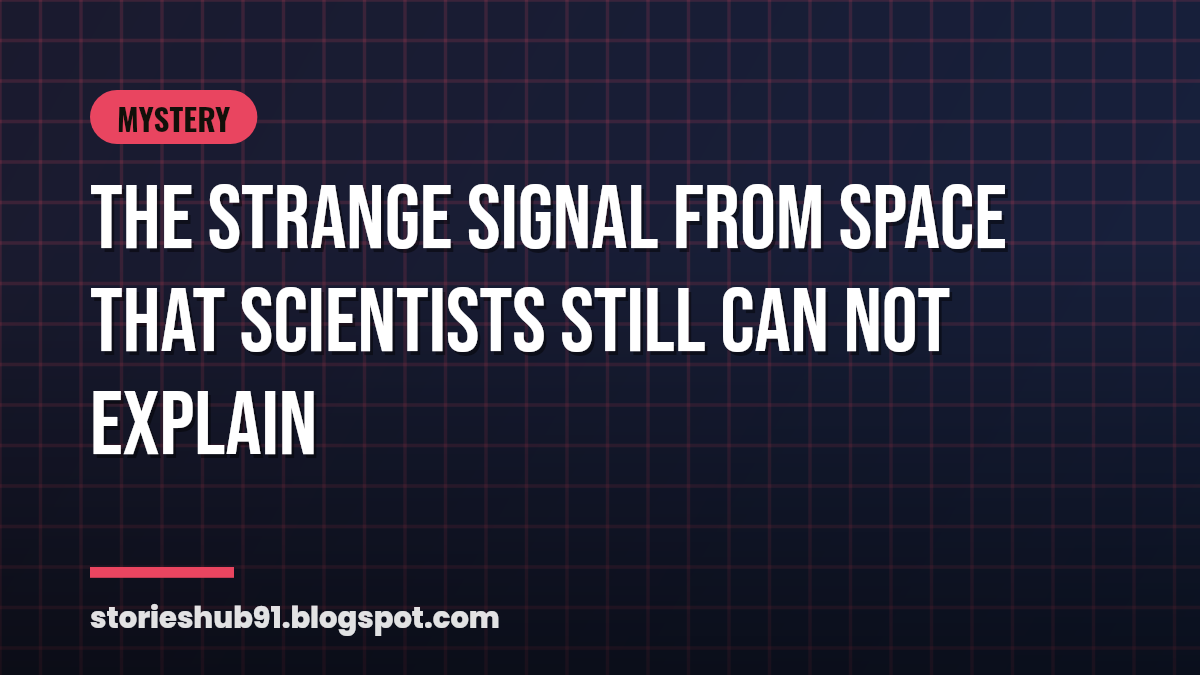 MYSTERY
THE STRANGE SIGNAL FROM SPACE
THAT SCIENTISTS STILL CAN NOT
EXPLAIN
storieshub91.blogspot.com